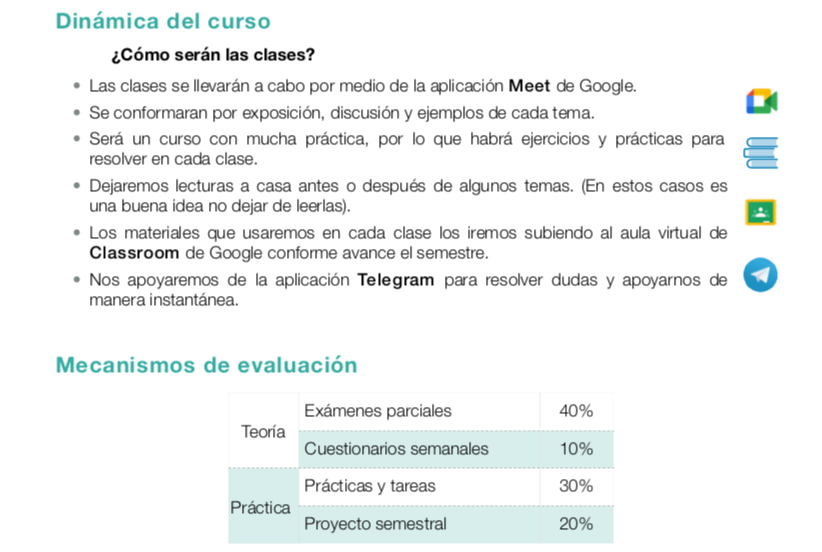 Dinámica del curso
¿Cómo serán las clases?
• Las clases se llevarán a cabo por medio de la aplicación Meet de Google.
• Se conformaran por exposición, discusión y ejemplos de cada tema.
• Será un curso con mucha práctica, por lo que habrá ejercicios y prácticas para
resolver en cada clase.
• Dejaremos lecturas a casa antes o después de algunos temas. (En estos casos es
una buena idea no dejar de leerlas).
• Los materiales que usaremos en cada clase los iremos subiendo al aula virtual de
Classroom de Google conforme avance el semestre.
• Nos apoyaremos de la aplicación Telegram para resolver dudas y apoyarnos de
manera instantánea.
Mecanismos de evaluación
Teoría
Exámenes parciales 40%
Cuestionarios semanales 10%
Práctica
Prácticas y tareas 30%
Proyecto semestral 20%